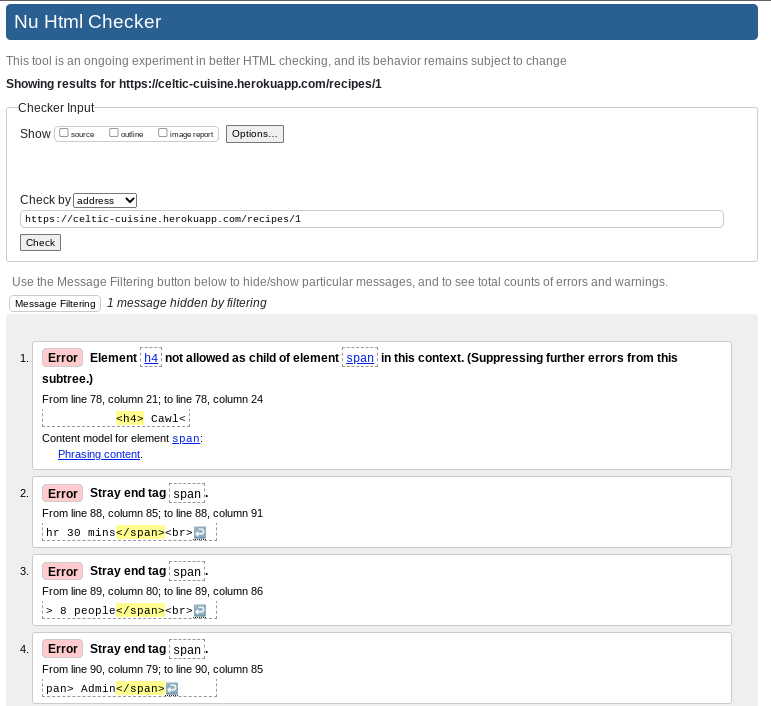 Nu Html Checker
This tool is an ongoing experiment in better HTML checking, and its behavior remains subject to change
Showing results for https://celtic-cuisine.herokuapp.com/recipes/1
Checker Input
Show source outline image report Options...
Check by address
https://celtic-cuisine.herokuapp.com/recipes/1
Check
Use the Message Filtering button below to hide/show particular messages, and to see total counts of errors and warnings.
Message Filtering 1 message hidden by filtering
1. Error Element h4 not allowed as child of element span in this context. (Suppressing further errors from this
subtree.)
From line 78, column 21; to line 78, column 24
<h4> Cawl<
Content model for element span:
Phrasing content.
2. Error Stray end tag span.
From line 88, column 85; to line 88, column 91
hr 30 mins</span><br>↩
3. Error Stray end tag span.
From line 89, column 80; to line 89, column 86
> 8 people</span><br>↩
4. Error Stray end tag span.
From line 90, column 79; to line 90, column 85
pan> Admin</span>↩